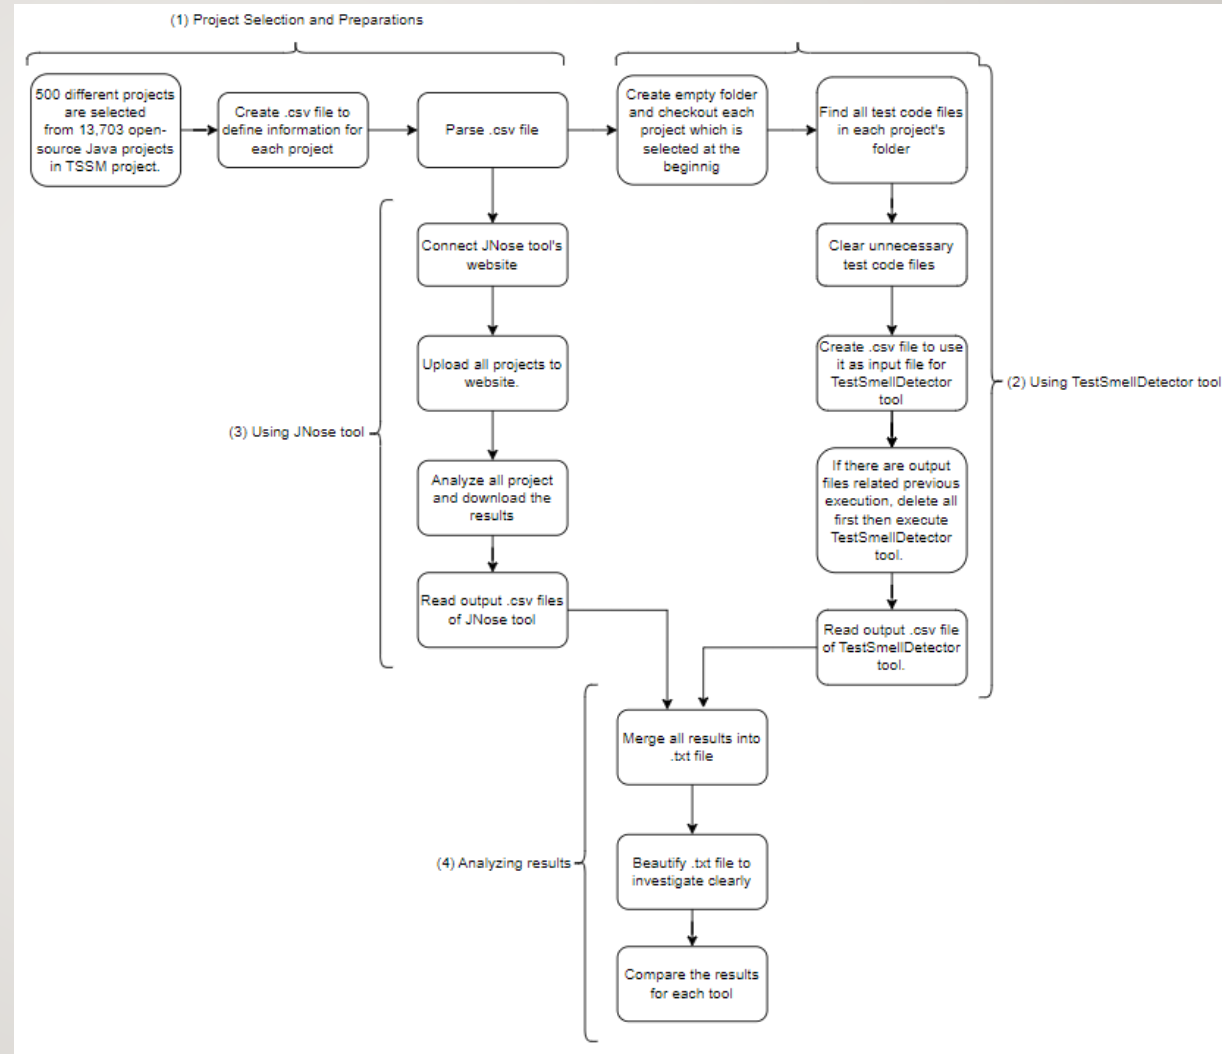 (1) Project Selection and Preparations
500 different projects
are selected
from 13,703 open-
source Java projects
in TSSM project.
Create .csv file to
define information for
each project
Parse .csv file
Create empty folder
and checkout each
project which is
selected at the
beginnig
Find all test code files
in each project's
folder
Clear unnecessary
test code files
Create .csv file to use
it as input file for
TestSmellDetector
tool
If there are output
files related previous
execution, delete all
first then execute
TestSmellDetector
tool.
Read output .csv file
of TestSmellDetector
tool.
(2) Using TestSmellDetector tool
Connect JNose tool's
website
Upload all projects to
website.
Analyze all project
and download the
results
Read output .csv files
of JNose tool
(3) Using JNose tool
Merge all results into
.txt file
Beautify .txt file to
investigate clearly
Compare the results
for each tool
(4) Analyzing results